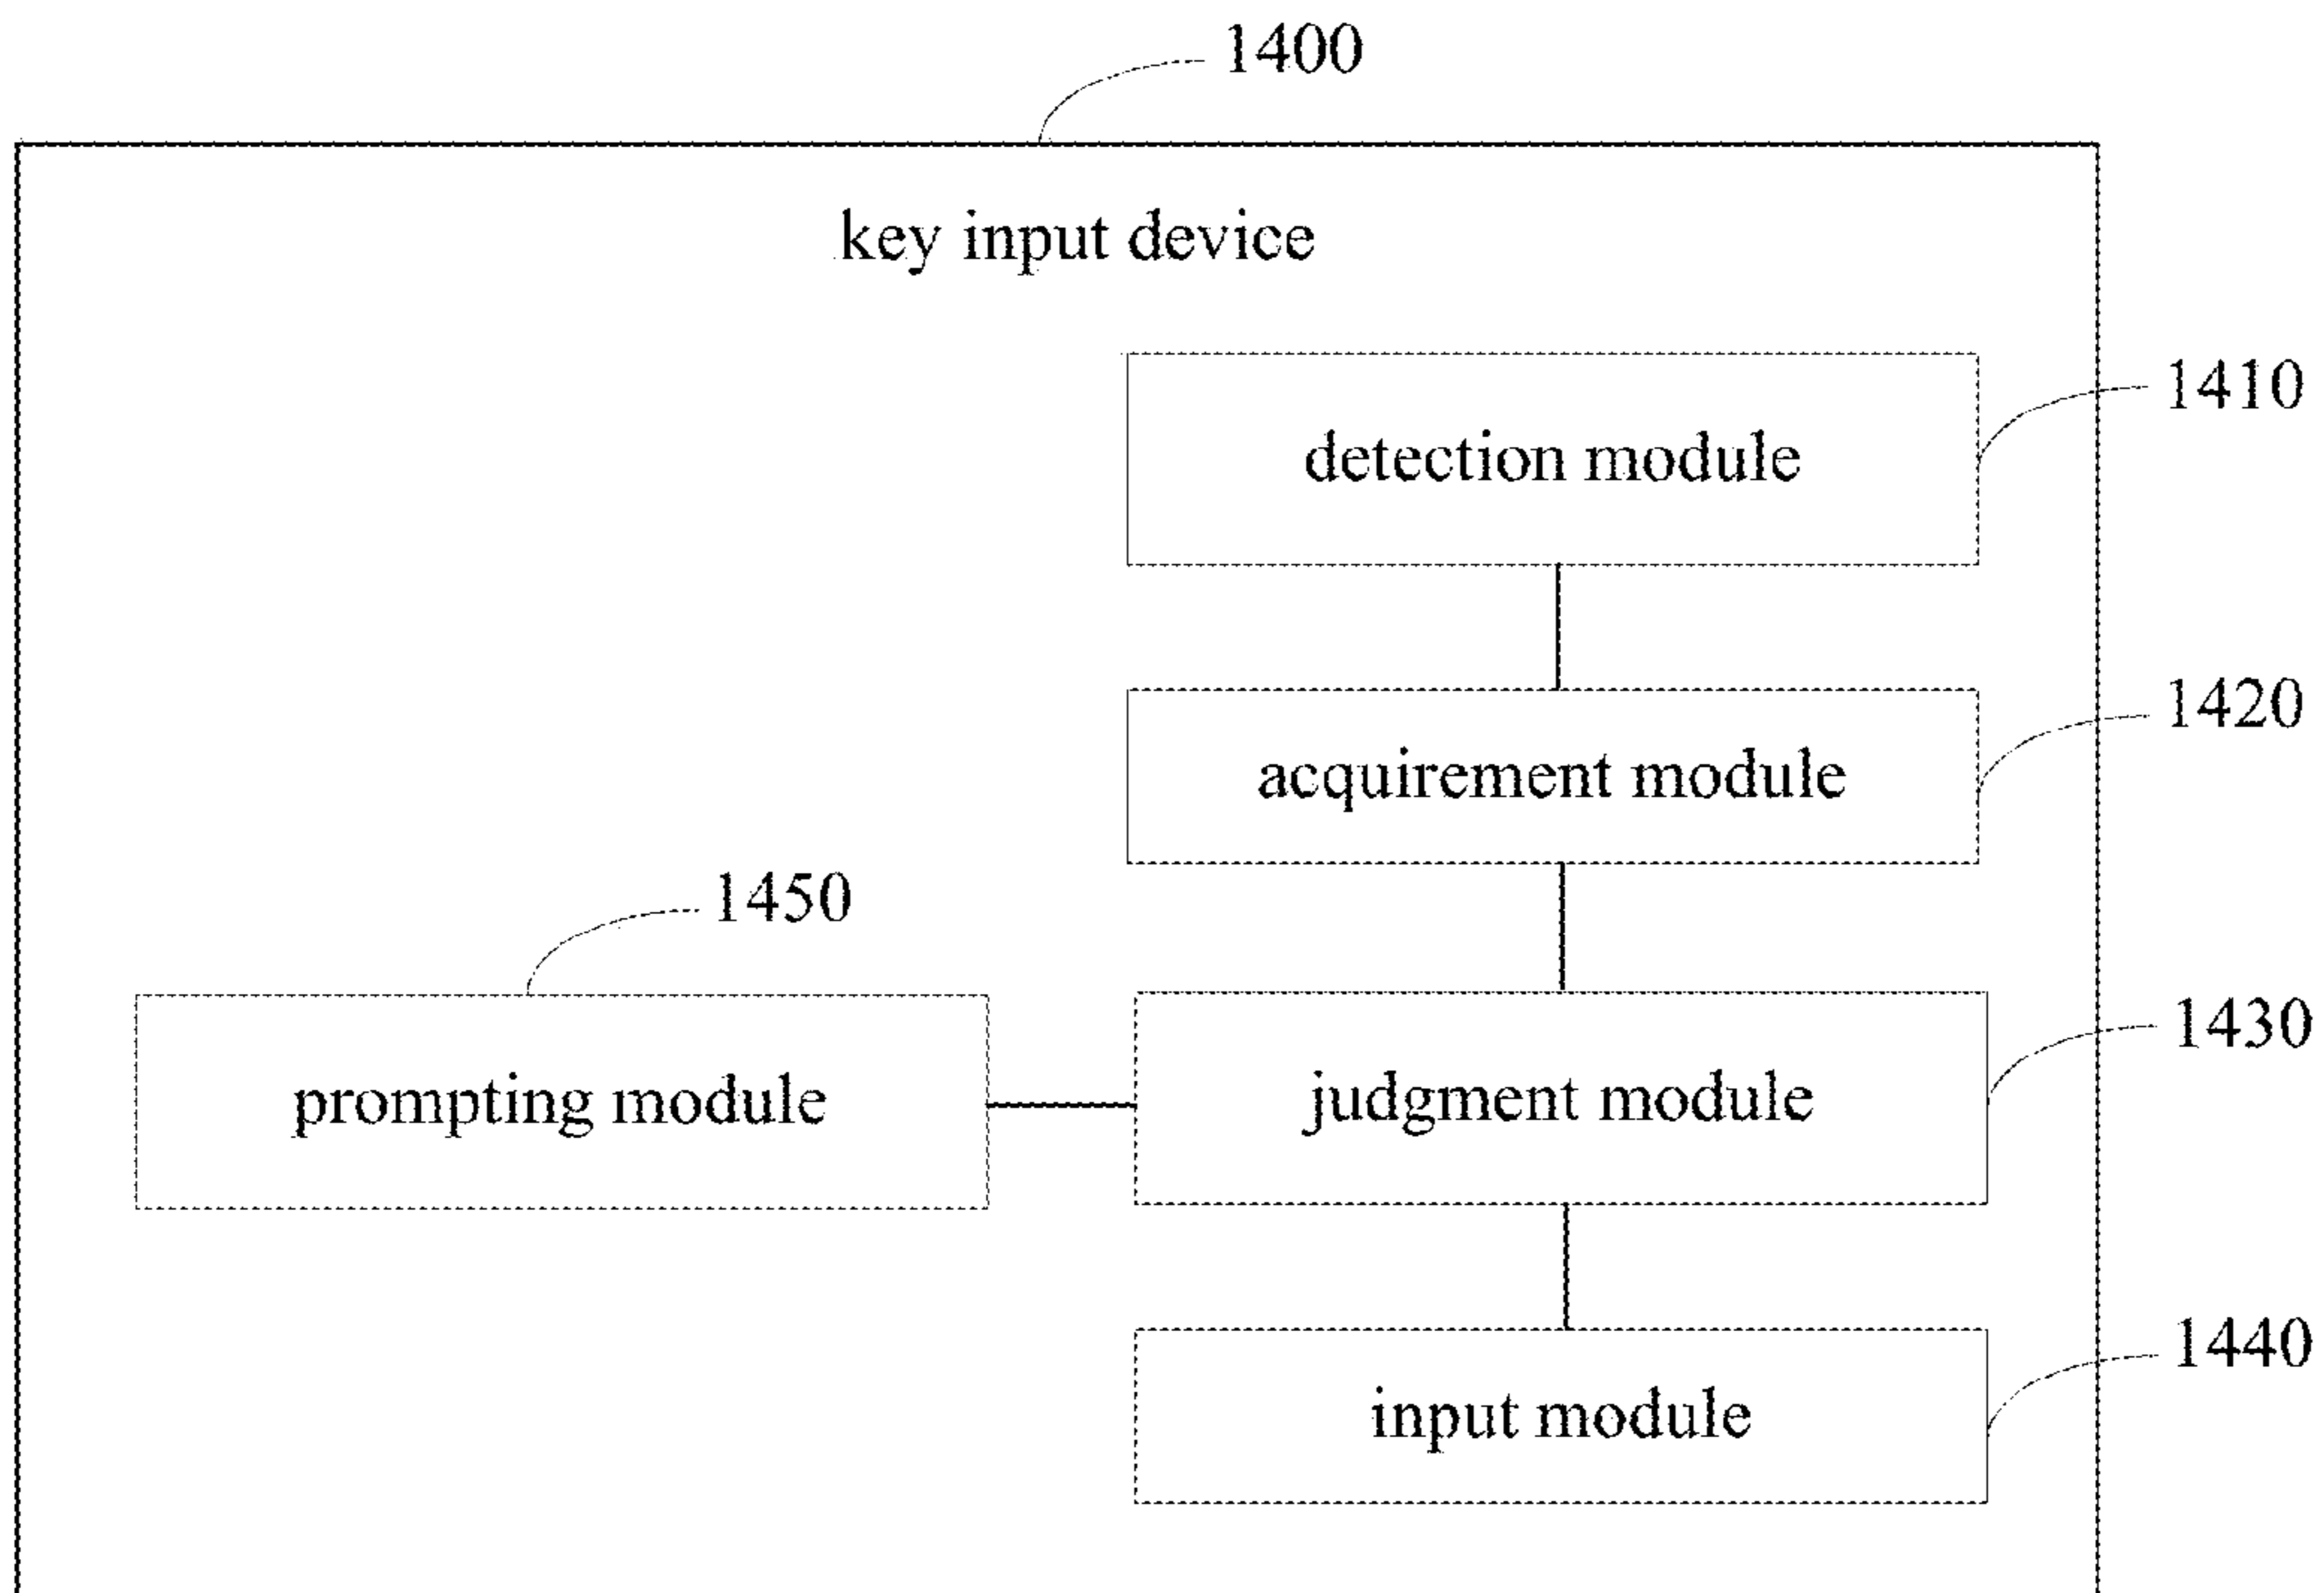 1400
key input device
1410
detection module
1420
acquirement module
1450
1430
prompting module
judgment module
1440
input module